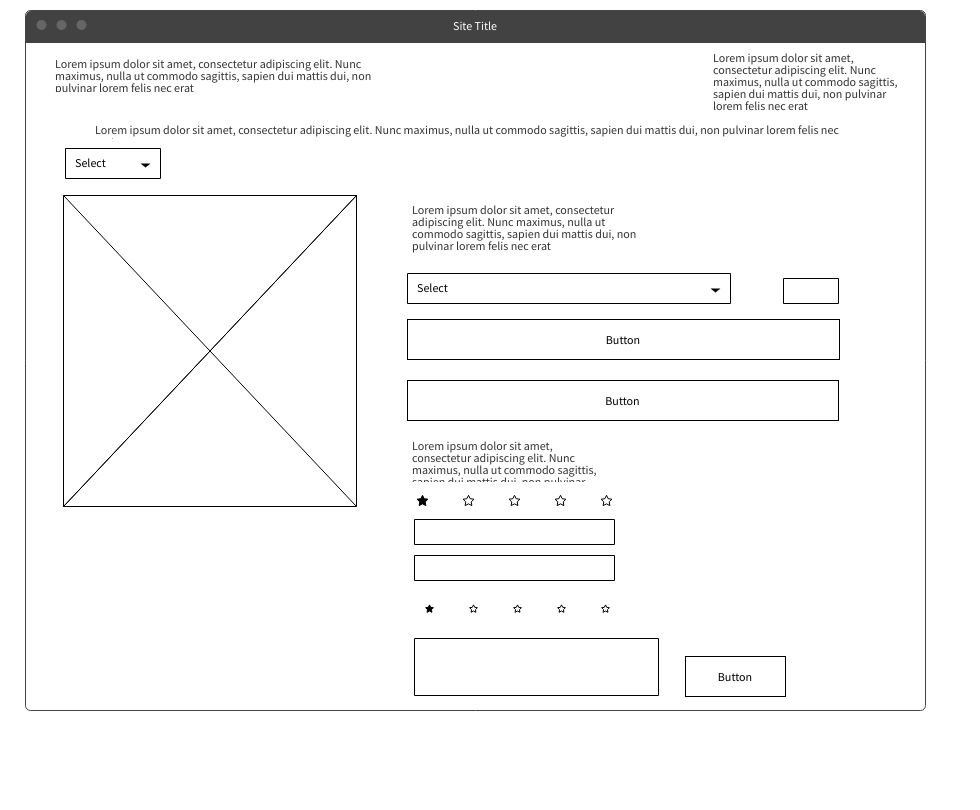 Site Title
Lorem ipsum dolor sit amet, consectetur adipiscing elit. Nunc
maximus, nulla ut commodo sagittis, sapien dui mattis dui, non
pulvinar lorem felis nec erat
Lorem ipsum dolor sit amet,
consectetur adipiscing elit. Nunc
maximus, nulla ut commodo sagittis,
sapien dui mattis dui, non pulvinar
lorem felis nec erat
Lorem ipsum dolor sit amet, consectetur adipiscing elit. Nunc maximus, nulla ut commodo sagittis, sapien dui mattis dui, non pulvinar lorem felis nec
Select
Lorem ipsum dolor sit amet, consectetur
adipiscing elit. Nunc maximus, nulla ut
commodo sagittis, sapien dui mattis dui, non
pulvinar lorem felis nec erat
Select
Button
Button
Lorem ipsum dolor sit amet,
consectetur adipiscing elit. Nunc
maximus, nulla ut commodo sagittis,
sapien dui mattis dui, non pulvinar
Button